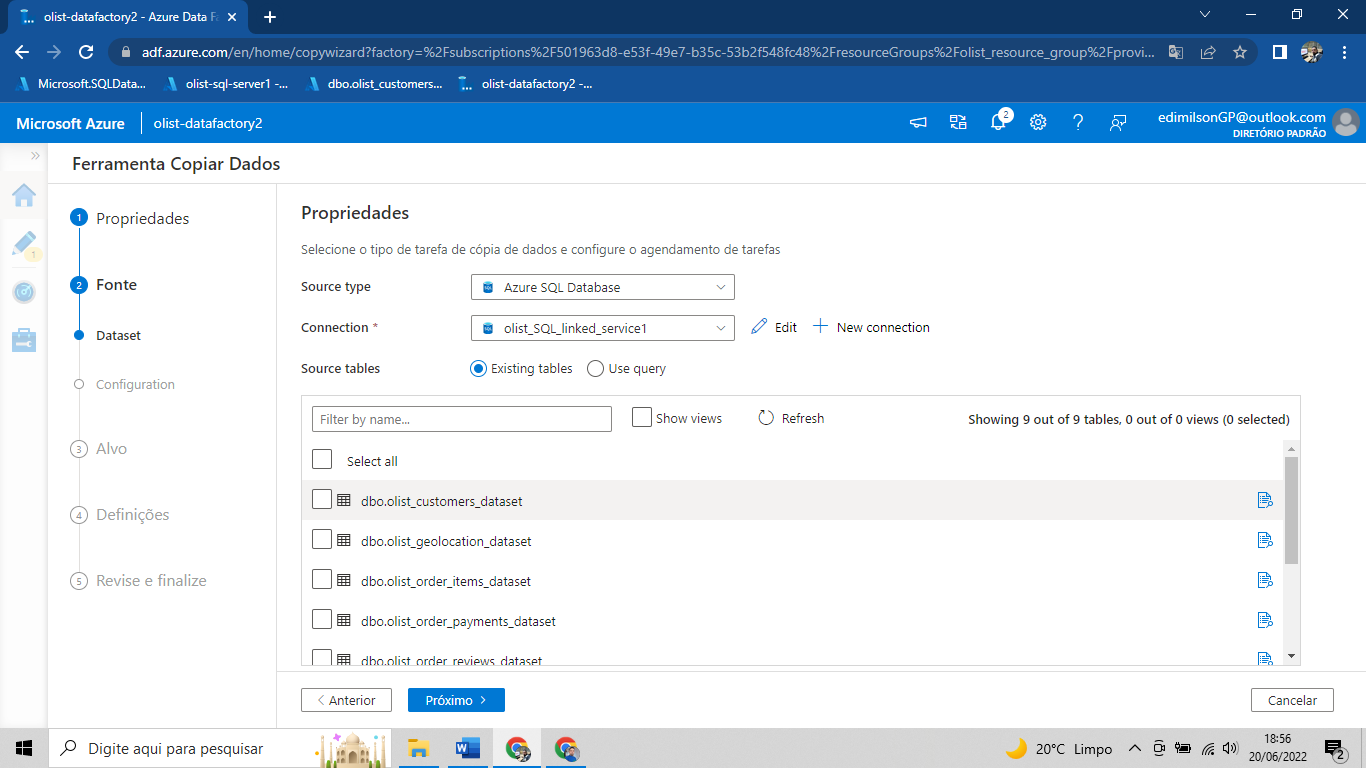 olist-datafactory2 - Azure Data Fa
adf.azure.com/en/home/copywizard?factory=%2Fsubscriptions%2F501963d8-e53f-49e7-b35c-53b2f548fc48%2FresourceGroups%2Folist_resource_group%2Fprovi...
Microsoft.SQLData...
olist-sql-server1 -...
dbo.olist_customers...
olist-datafactory2 -...
Microsoft Azure
olist-datafactory2
2
edimilsonGP@outlook.com
DIRETÓRIO PADRÃO
Ferramenta Copiar Dados
1
1 Propriedades
2 Fonte
Dataset
Configuration
3 Alvo
4 Definições
5 Revise e finalize
Propriedades
Selecione o tipo de tarefa de cópia de dados e configure o agendamento de tarefas
Source type
Azure SQL Database
Connection *
olist_SQL_linked_service1
Edit
New connection
Source tables
Existing tables
Use query
Filter by name...
Show views
Refresh
Showing 9 out of 9 tables, 0 out of 0 views (0 selected)
Select all
dbo.olist_customers_dataset
dbo.olist_geolocation_dataset
dbo.olist_order_items_dataset
dbo.olist_order_payments_dataset
dbo.olist_order_reviews_dataset
Anterior
Próximo
Cancelar
Digite aqui para pesquisar
20°C Limpo
18:56
20/06/2022
2